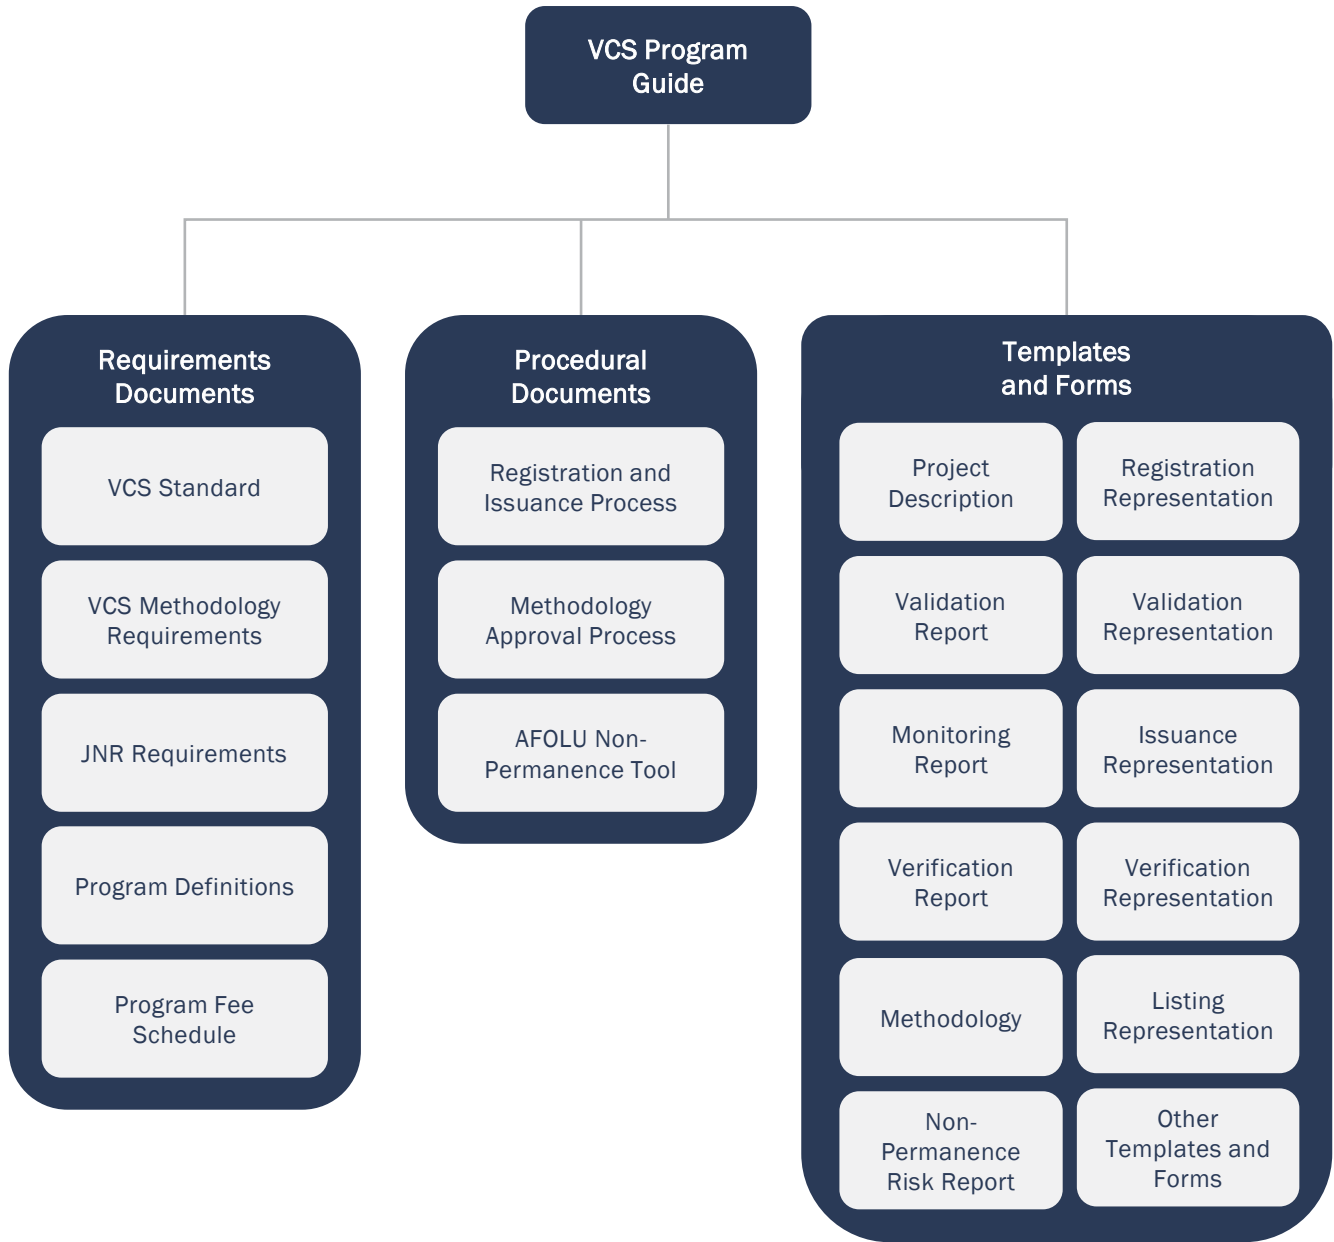 VCS Program
Guide
Requirements
Documents
VCS Standard
VCS Methodology
Requirements
JNR Requirements
Program Definitions
Program Fee
Schedule
Procedural
Documents
Registration and
Issuance Process
Methodology
Approval Process
AFOLU Non-
Permanence Tool
Templates
and Forms
Project
Description
Registration
Representation
Validation
Report
Validation
Representation
Monitoring
Report
Issuance
Representation
Verification
Report
Verification
Representation
Methodology
Listing
Representation
Non-
Permanence
Risk Report
Other
Templates and
Forms